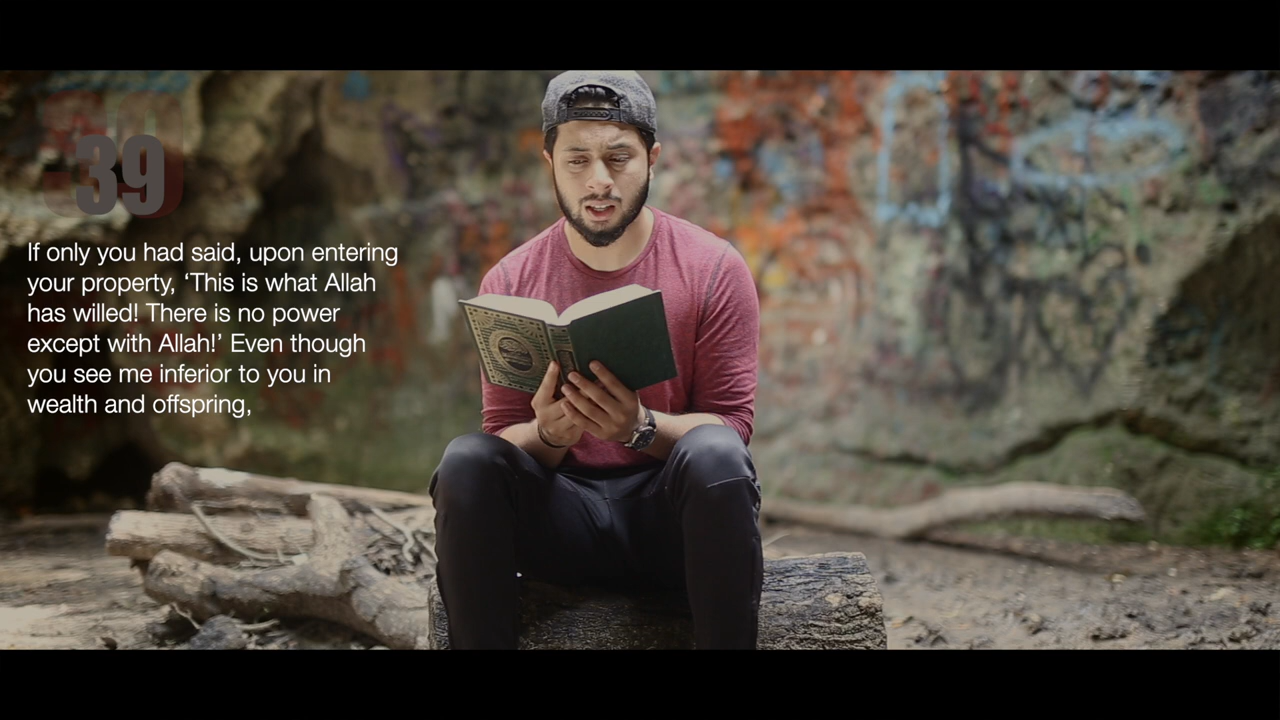 39
If only you had said, upon entering
your property, ‘This is what Allah
has willed! There is no power
except with Allah!’ Even though
you see me inferior to you in
wealth and offspring,